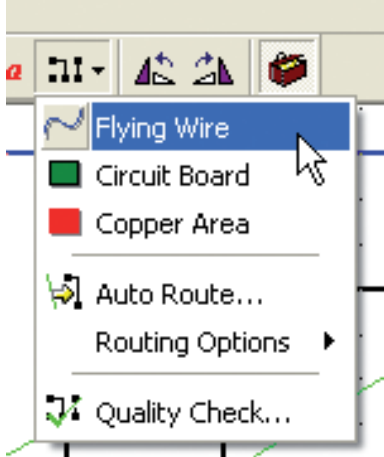 a
Flying Wire
Circuit Board
Copper Area
Auto Route...
Routing Options
Quality Check...